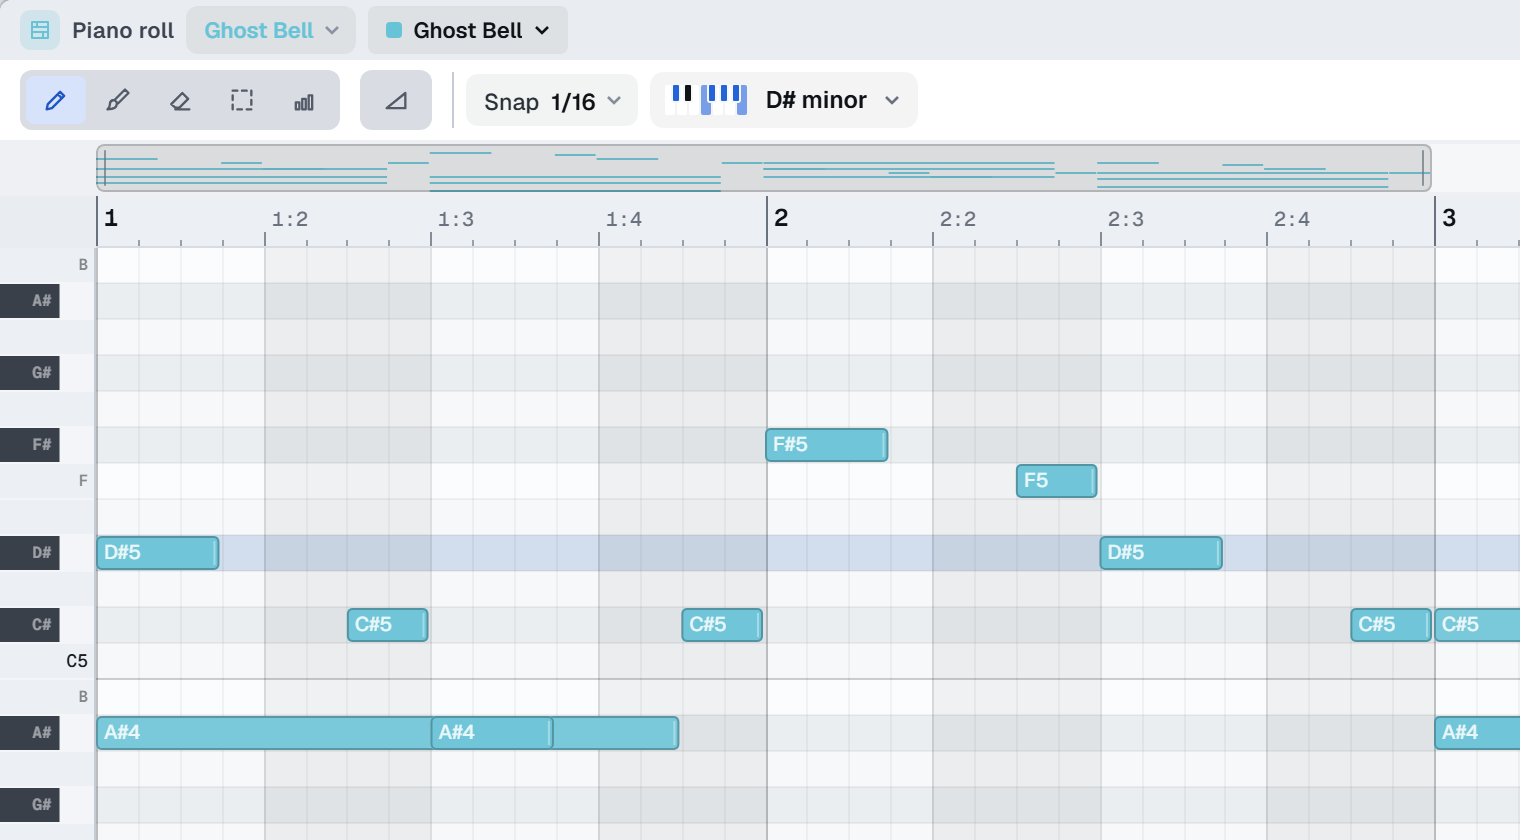 Piano roll Ghost Bell Ghost Bell
Snap 1/16 D# minor
1 1:2 1:3 1:4 2 2:2 2:3 2:4 3
B
A#
G#
F# F#5
F F5
D# D#5 D#5
C# C#5 C#5 C#5 C#5
C5
B
A# A#4 A#4 A#4
G#